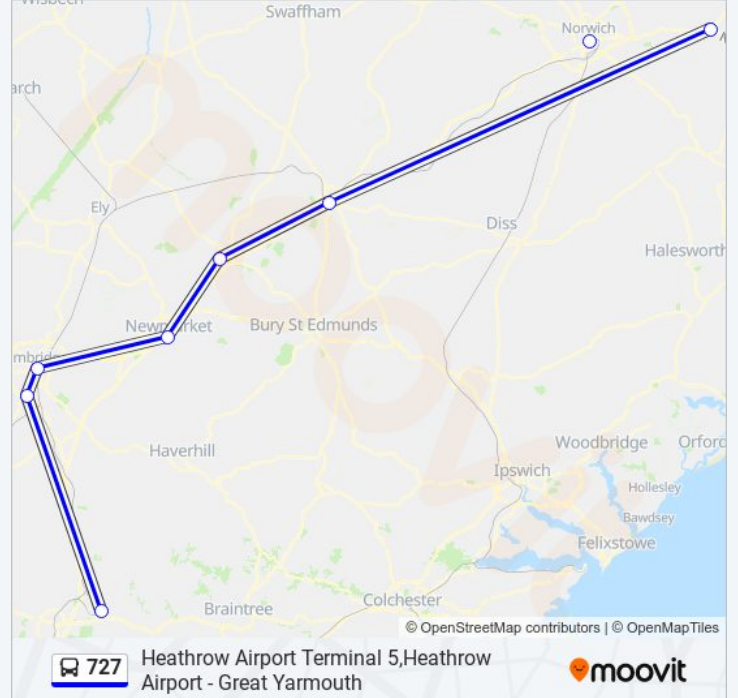 Swaffham
Norwich
Ely
Diss
Halesworth
Newmarket
Bury St Edmunds
Haverhill
Woodbridge
Orford
Ipswich
Hollesley
Bawdsey
Felixstowe
Colchester
Braintree
© OpenStreetMap contributors | © OpenMapTiles
727
Heathrow Airport Terminal 5,Heathrow
Airport - Great Yarmouth
moovit